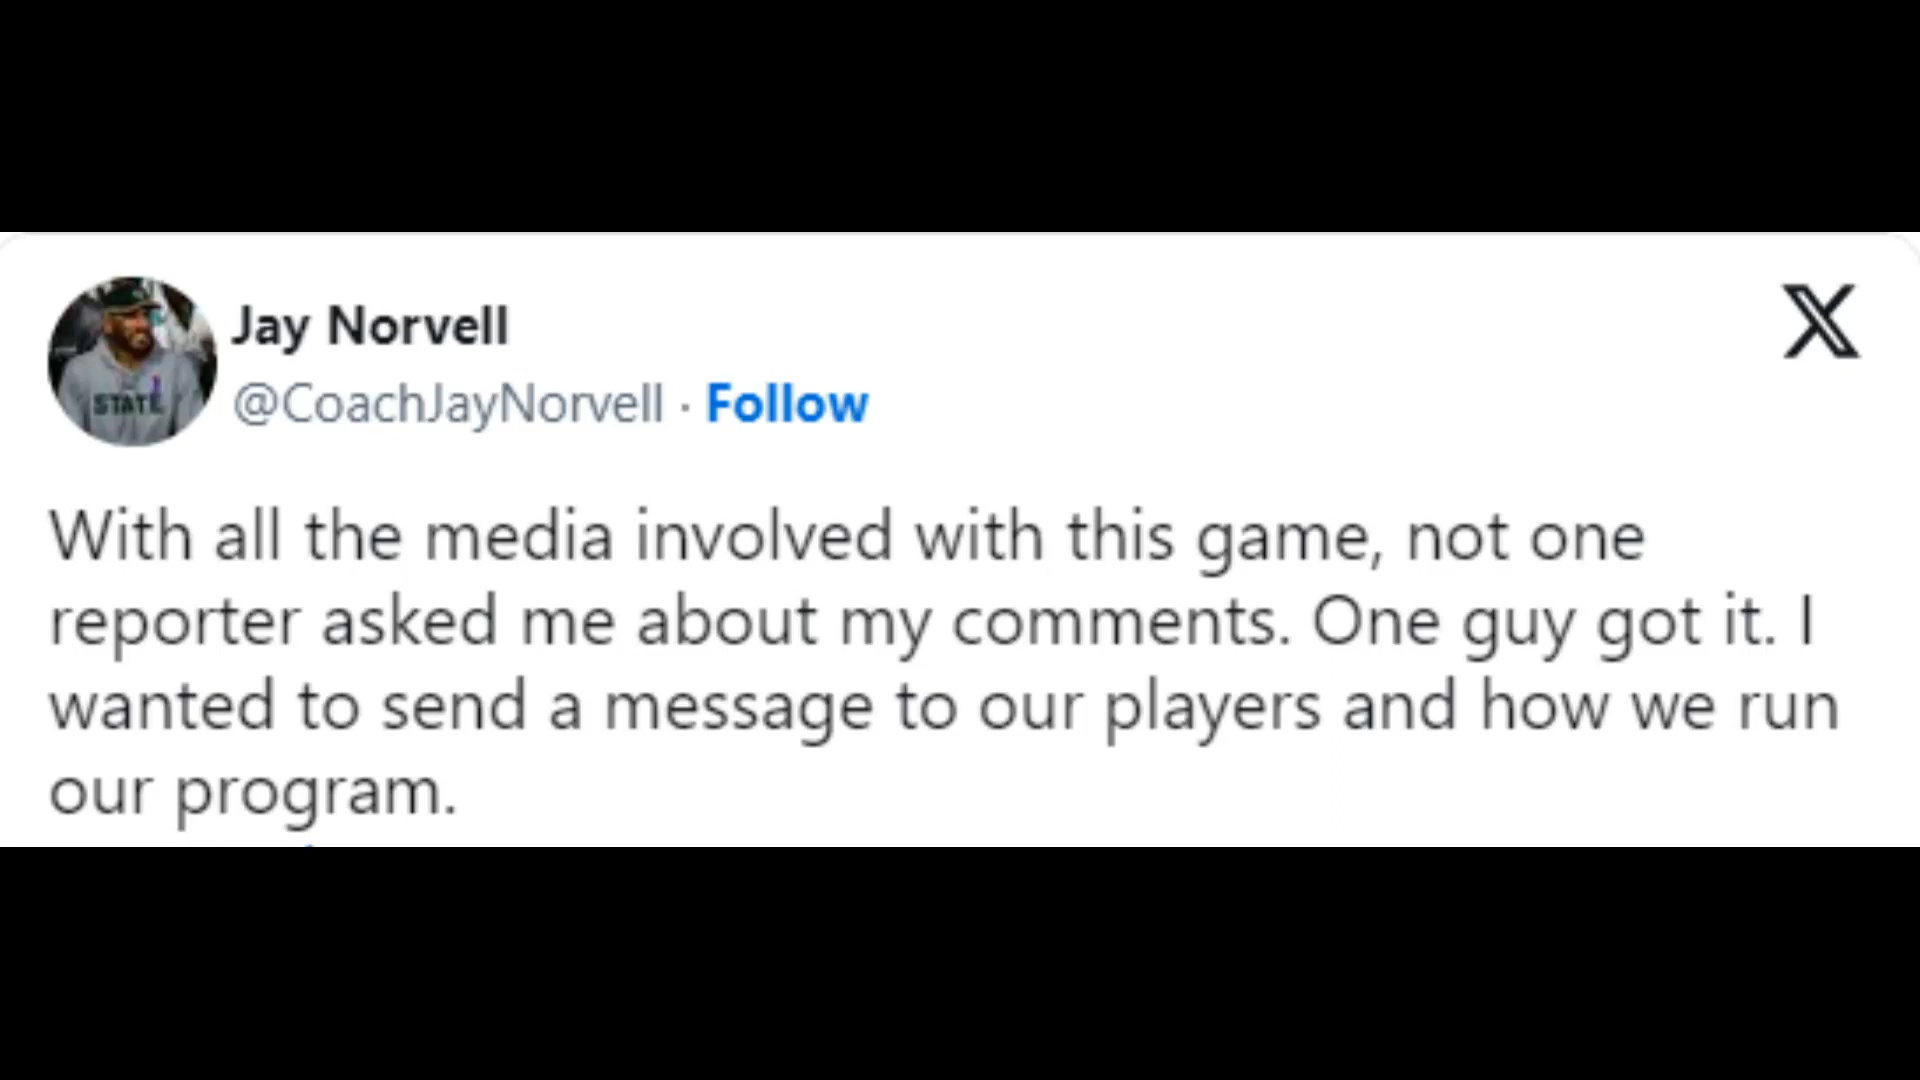 Jay Norvell
@CoachJayNorvell · Follow
STATE
With all the media involved with this game, not one
reporter asked me about my comments. One guy got it. I
wanted to send a message to our players and how we run
our program.